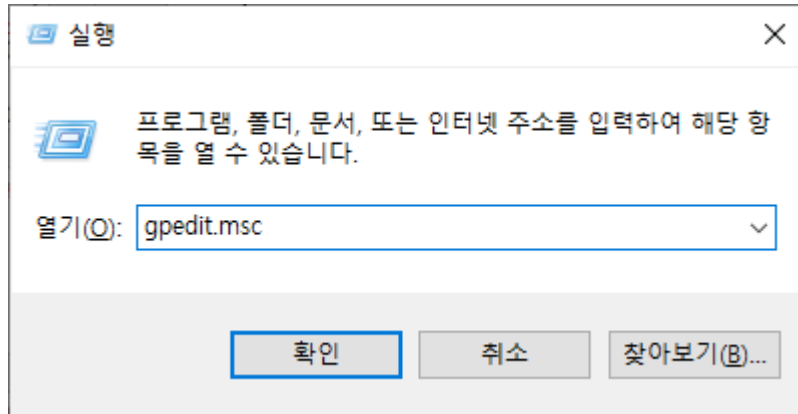 실행
프로그램, 폴더, 문서, 또는 인터넷 주소를 입력하여 해당 항
목을 열 수 있습니다.
열기(O): gpedit.msc
확인 취소 찾아보기(B)...